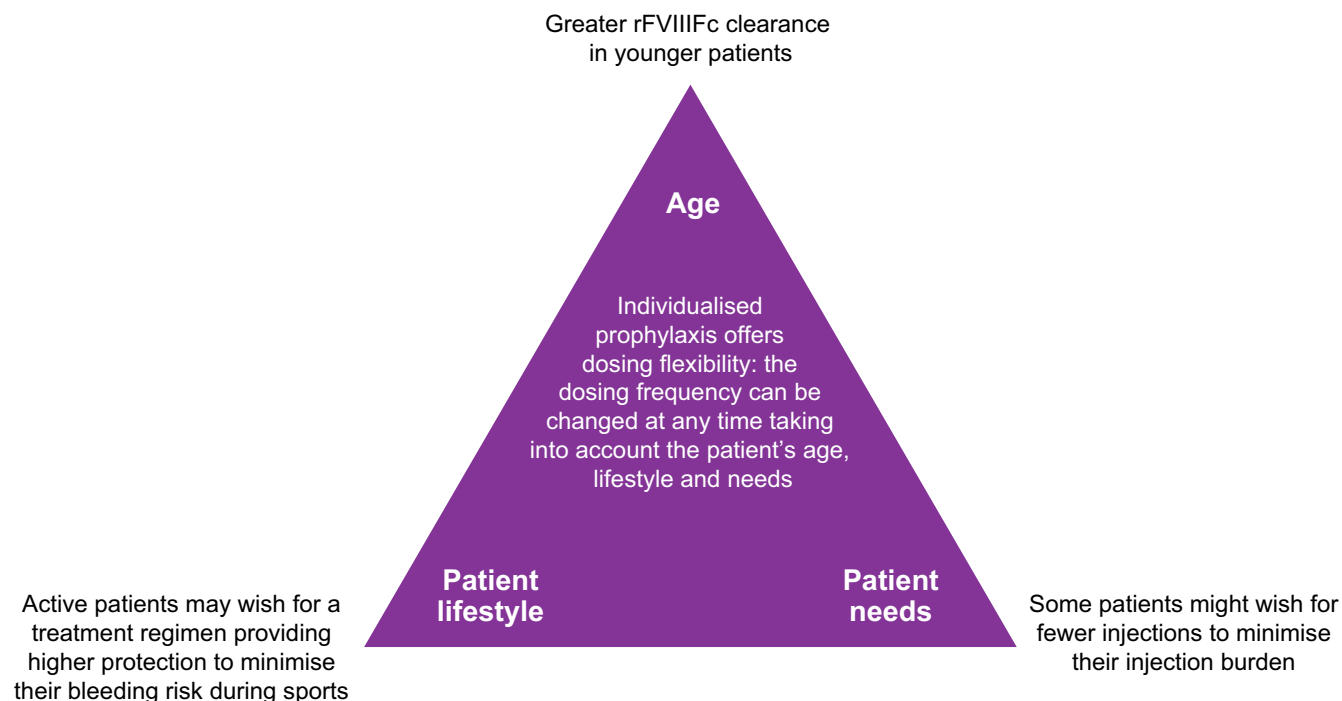 Greater rFVIIIFc clearance
in younger patients
Age
Individualised
prophylaxis offers
dosing flexibility: the
dosing frequency can be
changed at any time taking
into account the patient’s age,
lifestyle and needs
Patient
lifestyle
Patient
needs
Active patients may wish for a
treatment regimen providing
higher protection to minimise
their bleeding risk during sports
Some patients might wish for
fewer injections to minimise
their injection burden